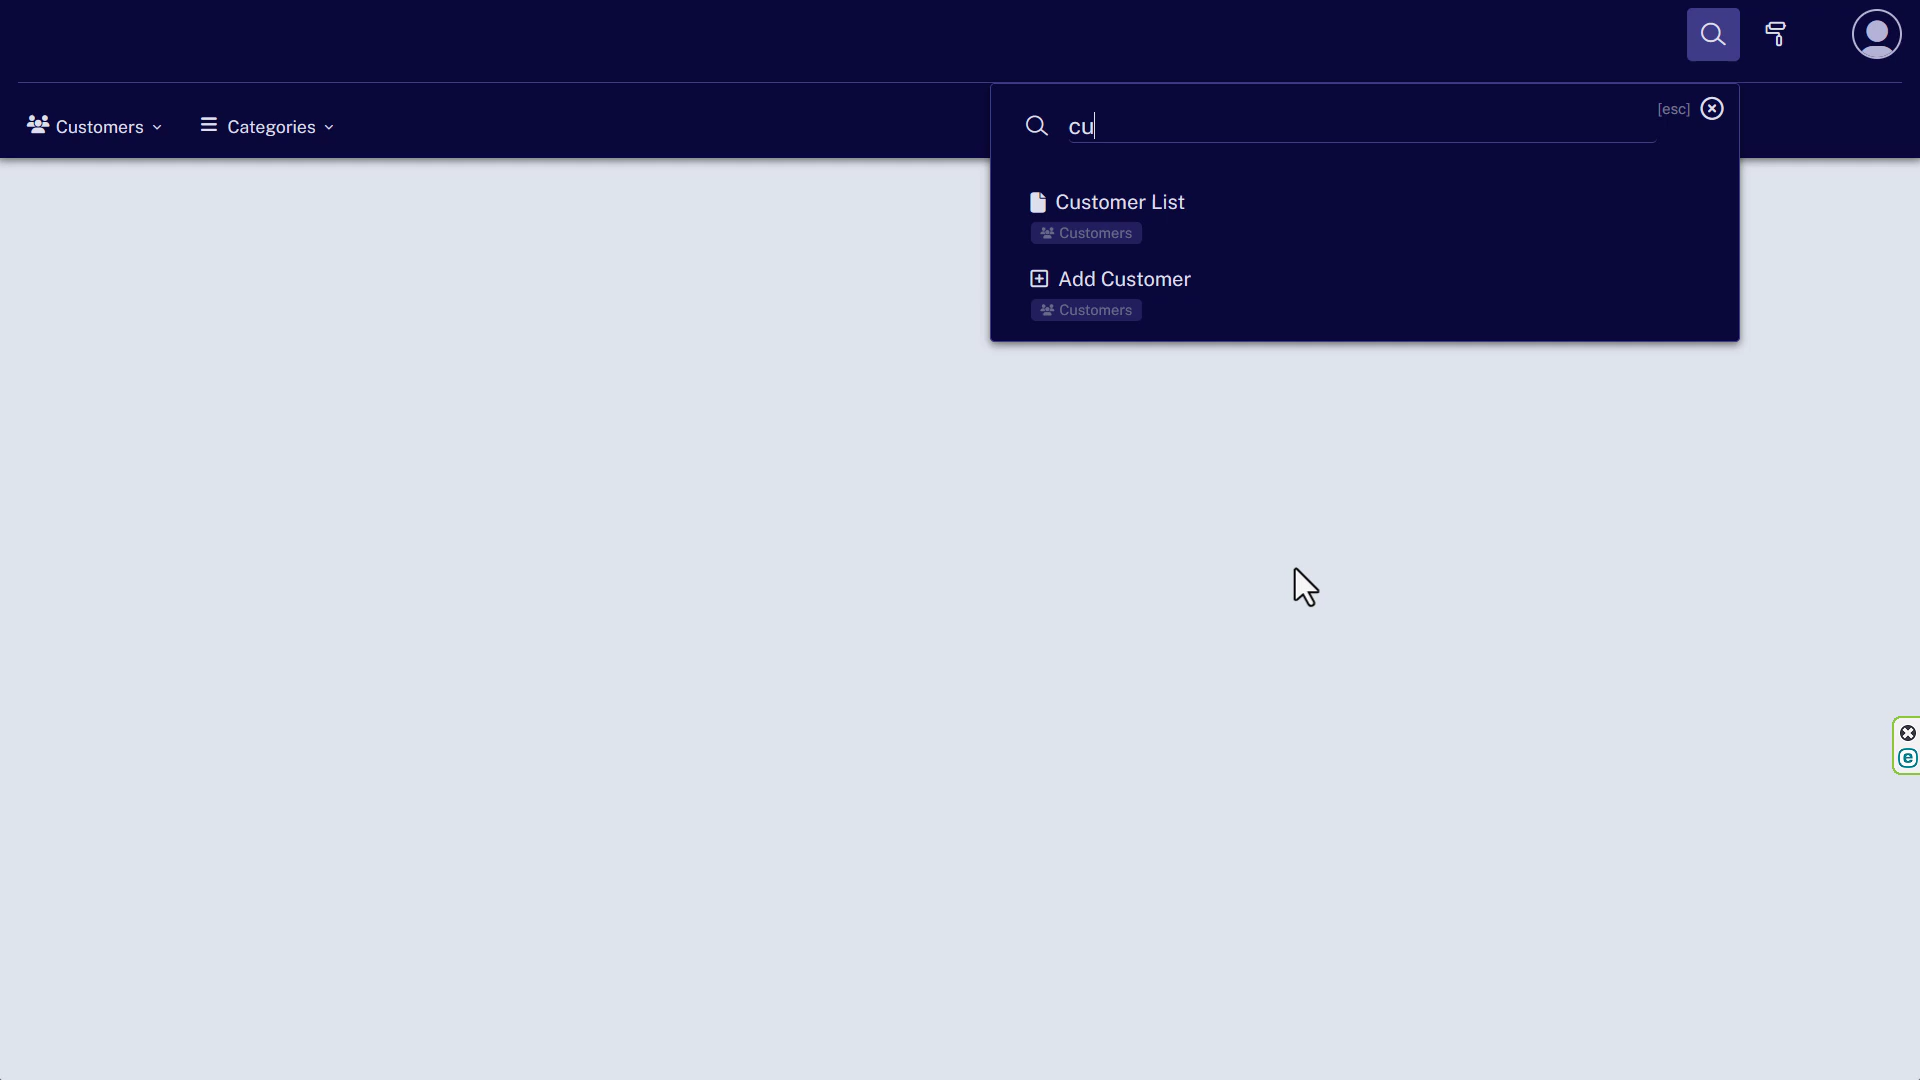 Customers
Categories
cu
[esc]
Customer List
Customers
Add Customer
Customers
e